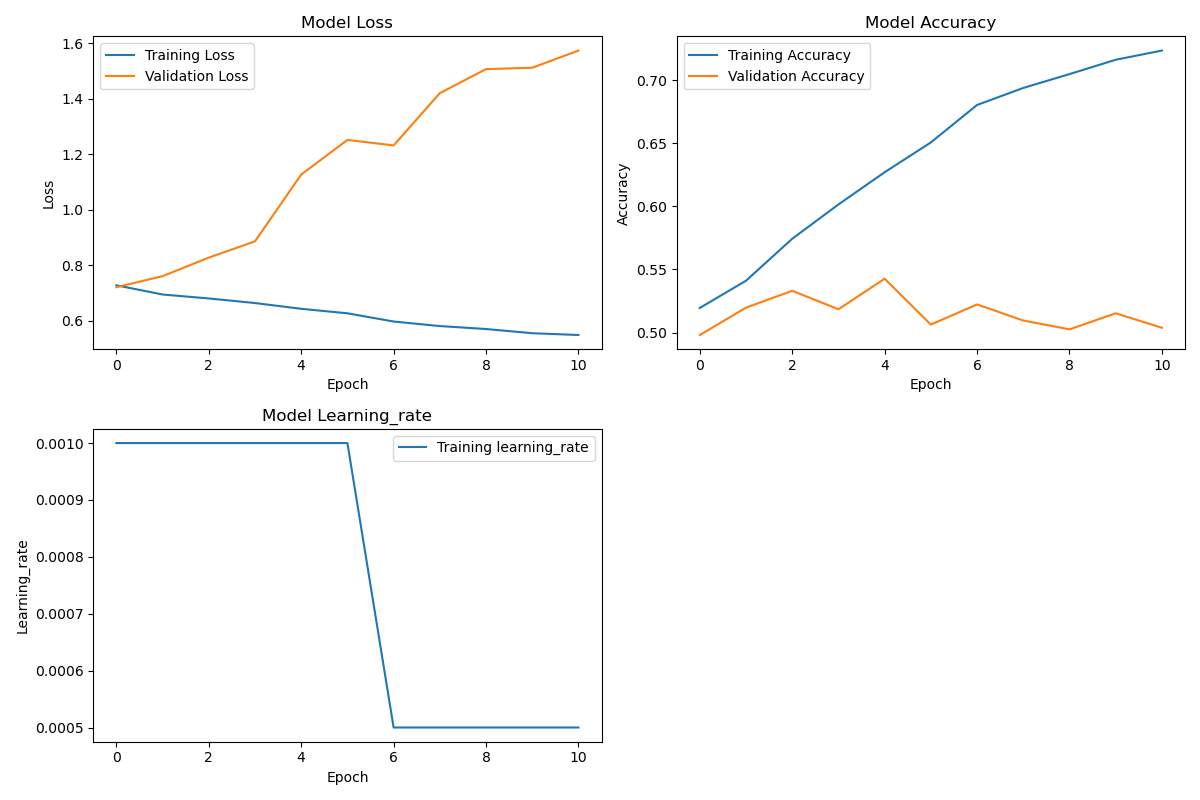 Model Loss
Training Loss
Validation Loss
1.6
1.4
1.2
1.0
0.8
0.6
Loss
0 2 4 6 8 10
Epoch
Model Accuracy
Training Accuracy
Validation Accuracy
0.70
0.65
0.60
0.55
0.50
Accuracy
0 2 4 6 8 10
Epoch
Model Learning_rate
Training learning_rate
0.0010
0.0009
0.0008
0.0007
0.0006
0.0005
Learning_rate
0 2 4 6 8 10
Epoch